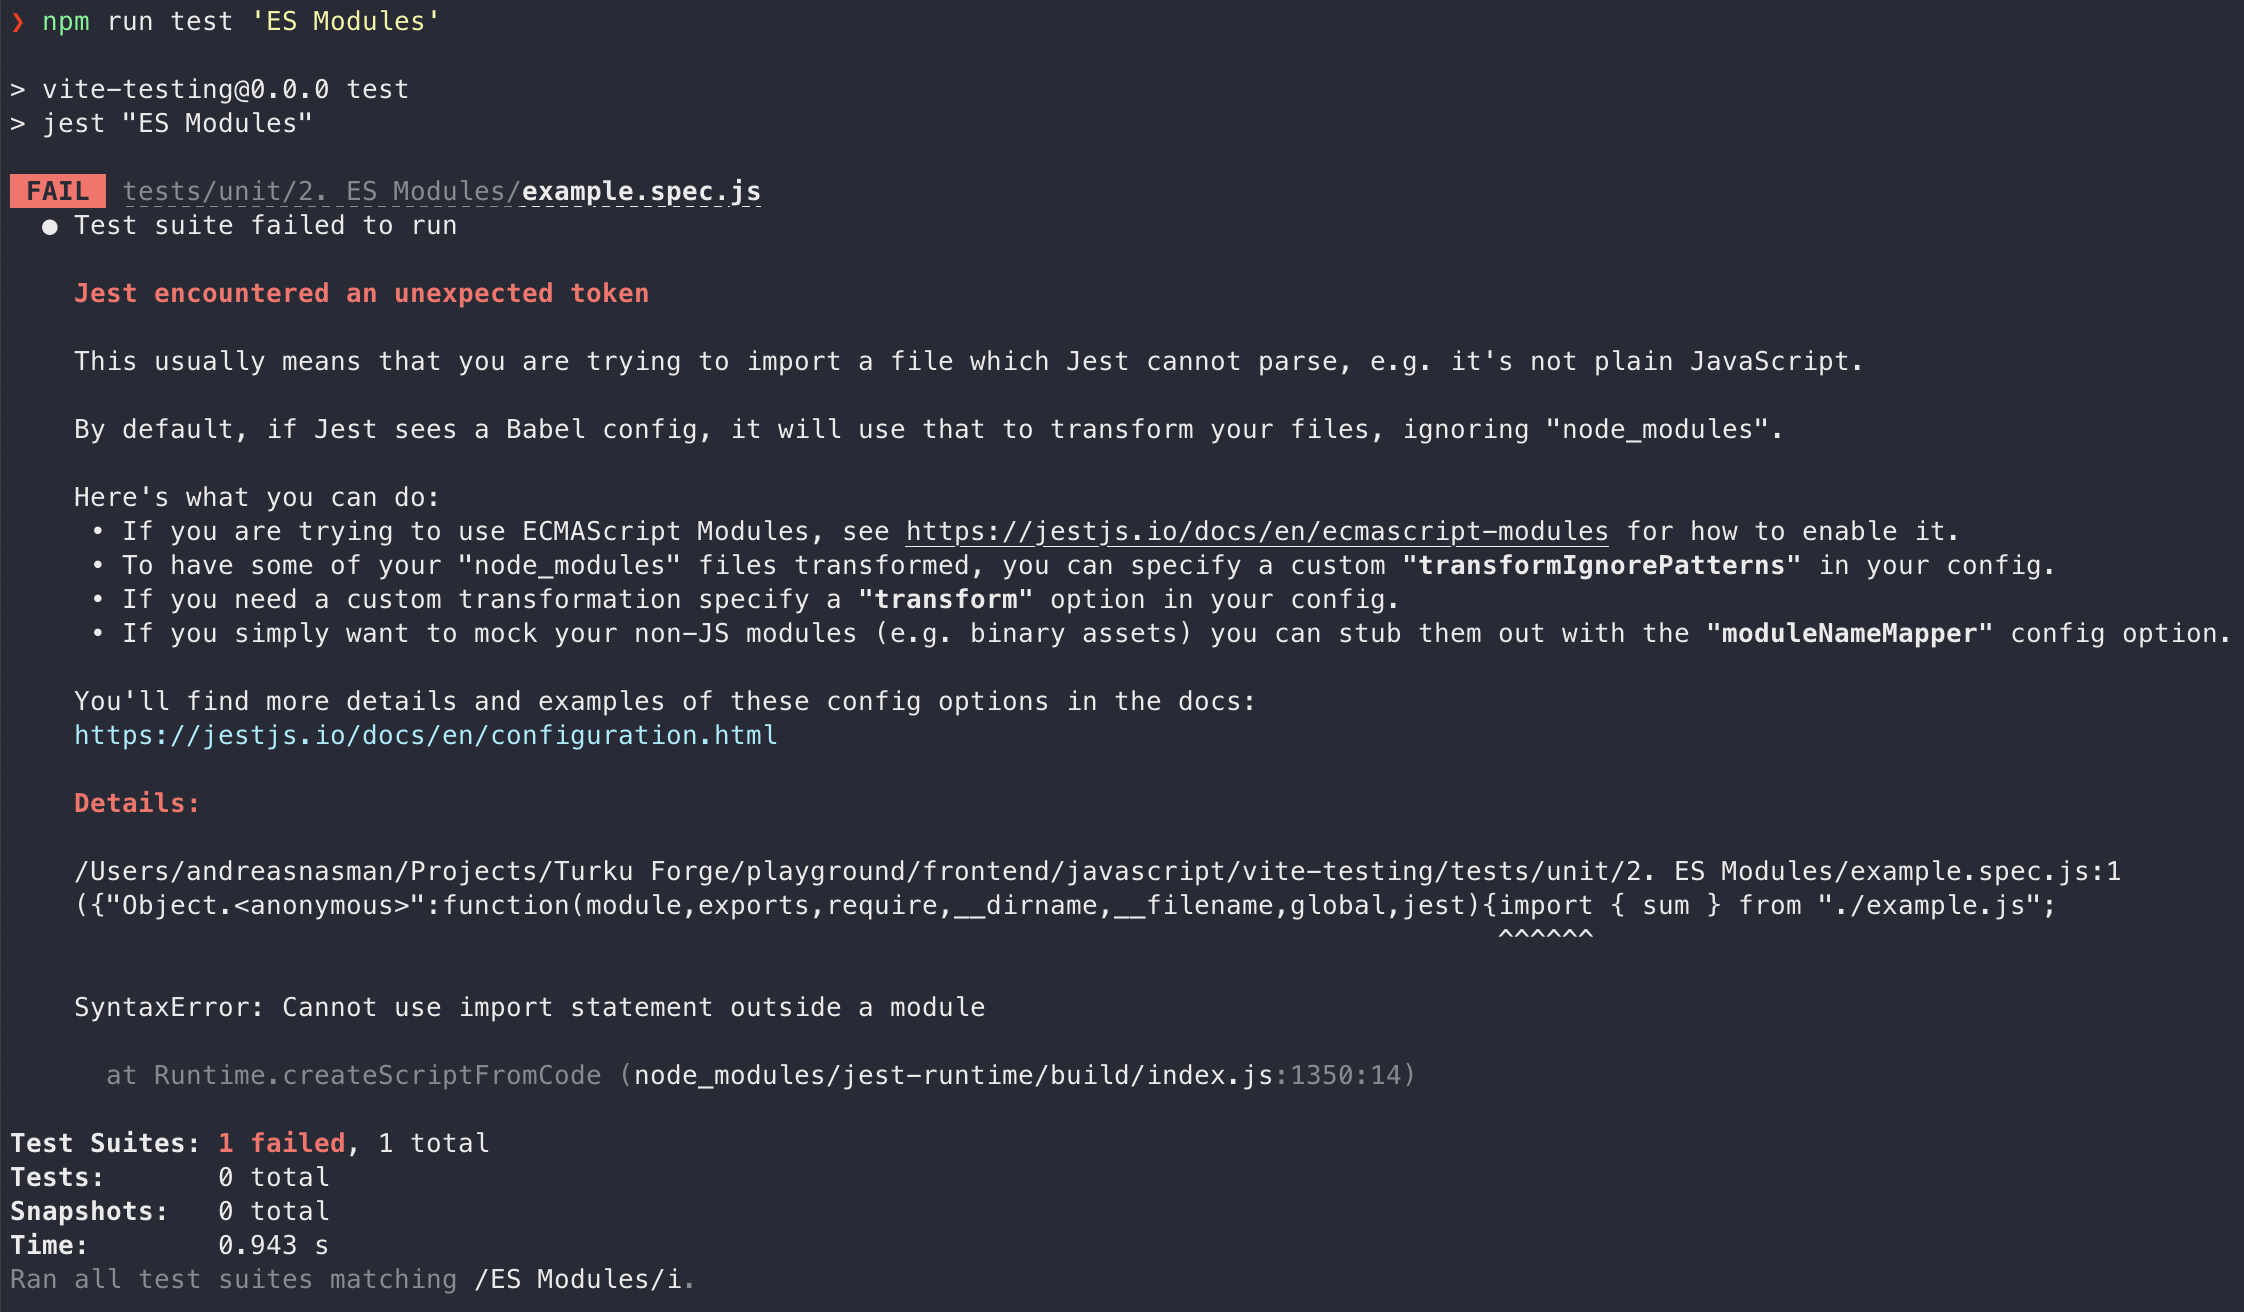 ❯ npm run test 'ES Modules'
> vite-testing@0.0.0 test
> jest "ES Modules"
FAIL tests/unit/2. ES Modules/example.spec.js
● Test suite failed to run
Jest encountered an unexpected token
This usually means that you are trying to import a file which Jest cannot parse, e.g. it's not plain JavaScript.
By default, if Jest sees a Babel config, it will use that to transform your files, ignoring "node_modules".
Here's what you can do:
• If you are trying to use ECMAScript Modules, see https://jestjs.io/docs/en/ecmascript-modules for how to enable it.
• To have some of your "node_modules" files transformed, you can specify a custom "transformIgnorePatterns" in your config.
• If you need a custom transformation specify a "transform" option in your config.
• If you simply want to mock your non-JS modules (e.g. binary assets) you can stub them out with the "moduleNameMapper" config option.
You'll find more details and examples of these config options in the docs:
https://jestjs.io/docs/en/configuration.html
Details:
/Users/andreasnasman/Projects/Turku Forge/playground/frontend/javascript/vite-testing/tests/unit/2. ES Modules/example.spec.js:1
({"Object.<anonymous>":function(module,exports,require,__dirname,__filename,global,jest){import { sum } from "./example.js";
^^^^^^
SyntaxError: Cannot use import statement outside a module
at Runtime.createScriptFromCode (node_modules/jest-runtime/build/index.js:1350:14)
Test Suites: 1 failed, 1 total
Tests: 0 total
Snapshots: 0 total
Time: 0.943 s
Ran all test suites matching /ES Modules/i.